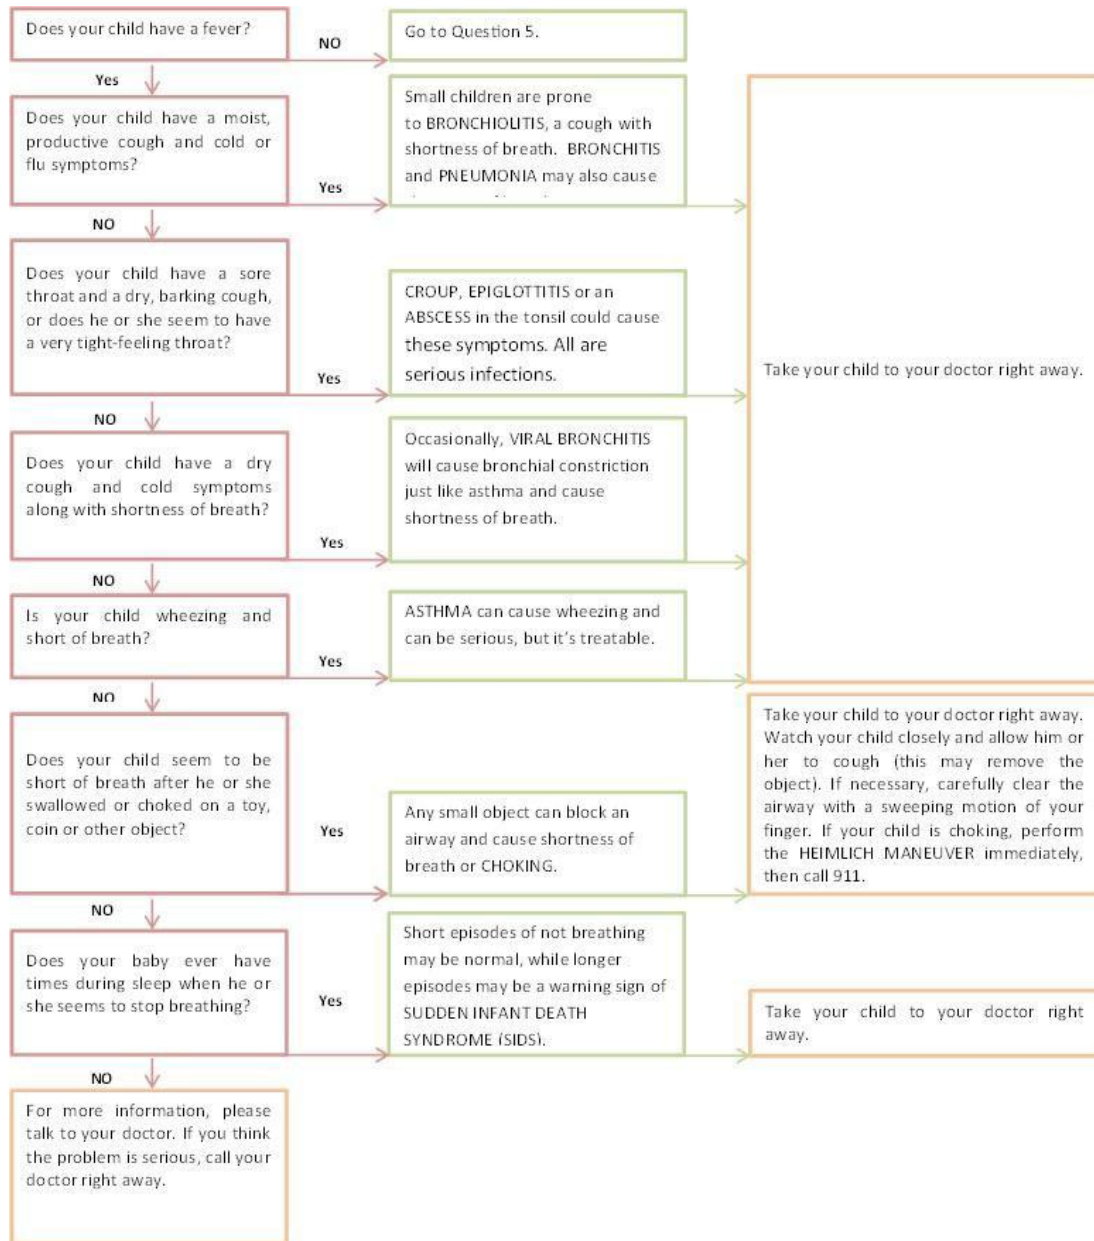 Does your child have a fever?
NO
Go to Question 5.
Yes
Does your child have a moist,
productive cough and cold or
flu symptoms?
Yes
Small children are prone
to BRONCHIOLITIS, a cough with
shortness of breath. BRONCHITIS
and PNEUMONIA may also cause
NO
Does your child have a sore
throat and a dry, barking cough,
or does he or she seem to have
a very tight-feeling throat?
Yes
CROUP, EPIGLOTTITIS or an
ABSCESS in the tonsil could cause
these symptoms. All are
serious infections.
Take your child to your doctor right away.
NO
Does your child have a dry
cough and cold symptoms
along with shortness of breath?
Yes
Occasionally, VIRAL BRONCHITIS
will cause bronchial constriction
just like asthma and cause
shortness of breath.
NO
Is your child wheezing and
short of breath?
Yes
ASTHMA can cause wheezing and
can be serious, but it's treatable.
NO
Does your child seem to be
short of breath after he or she
swallowed or choked on a toy,
coin or other object?
Yes
Any small object can block an
airway and cause shortness of
breath or CHOKING.
Take your child to your doctor right away.
Watch your child closely and allow him or
her to cough (this may remove the
object). If necessary, carefully clear the
airway with a sweeping motion of your
finger. If your child is choking, perform
the HEIMLICH MANEUVER immediately,
then call 911.
NO
Does your baby ever have
times during sleep when he or
she seems to stop breathing?
Yes
Short episodes of not breathing
may be normal, while longer
episodes may be a warning sign of
SUDDEN INFANT DEATH
SYNDROME (SIDS).
Take your child to your doctor right
away.
NO
For more information, please
talk to your doctor. If you think
the problem is serious, call your
doctor right away.